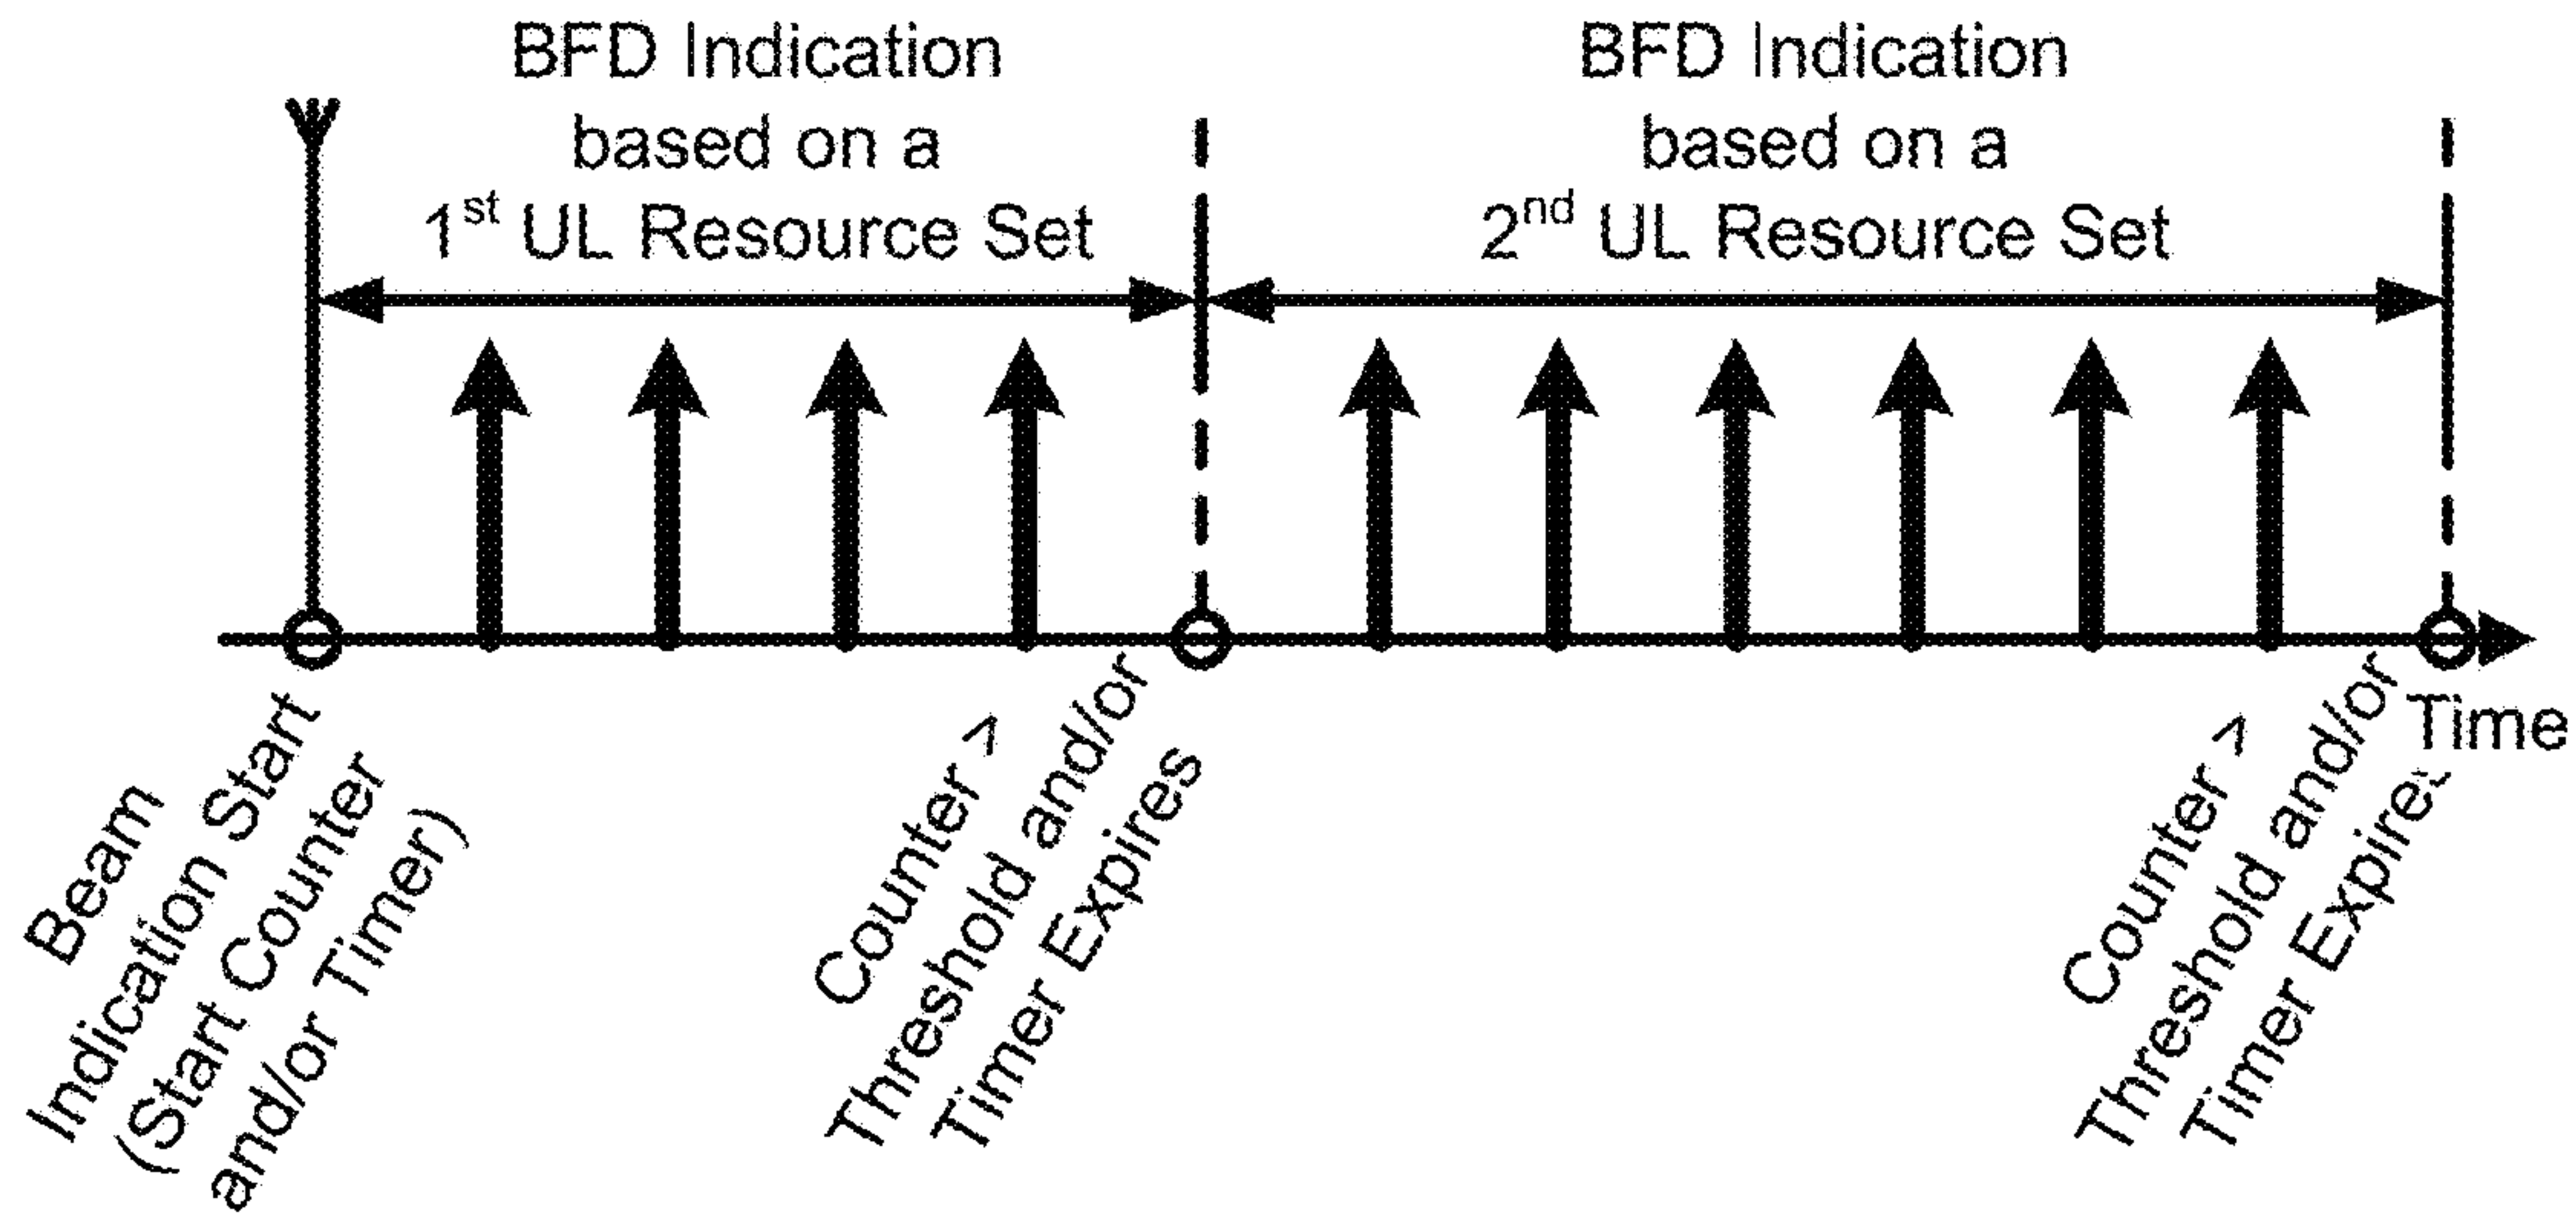 BFD Indication
based on a
1st UL Resource Set
BFD Indication
based on a
2nd UL Resource Set
Beam
Indication Start
(Start Counter
and/or Timer)
Counter >
Threshold and/or
Timer Expires
Counter >
Threshold and/or
Timer Expires
Time